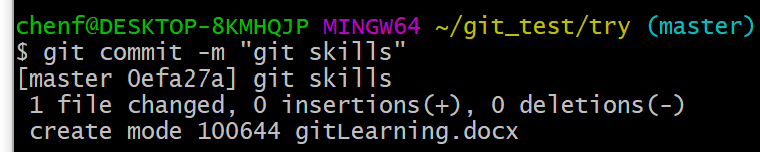 chenf@DESKTOP-8KMHQJP MINGW64 ~/git_test/try (master)
$ git commit -m "git skills"
[master 0efa27a] git skills
 1 file changed, 0 insertions(+), 0 deletions(-)
 create mode 100644 gitLearning.docx